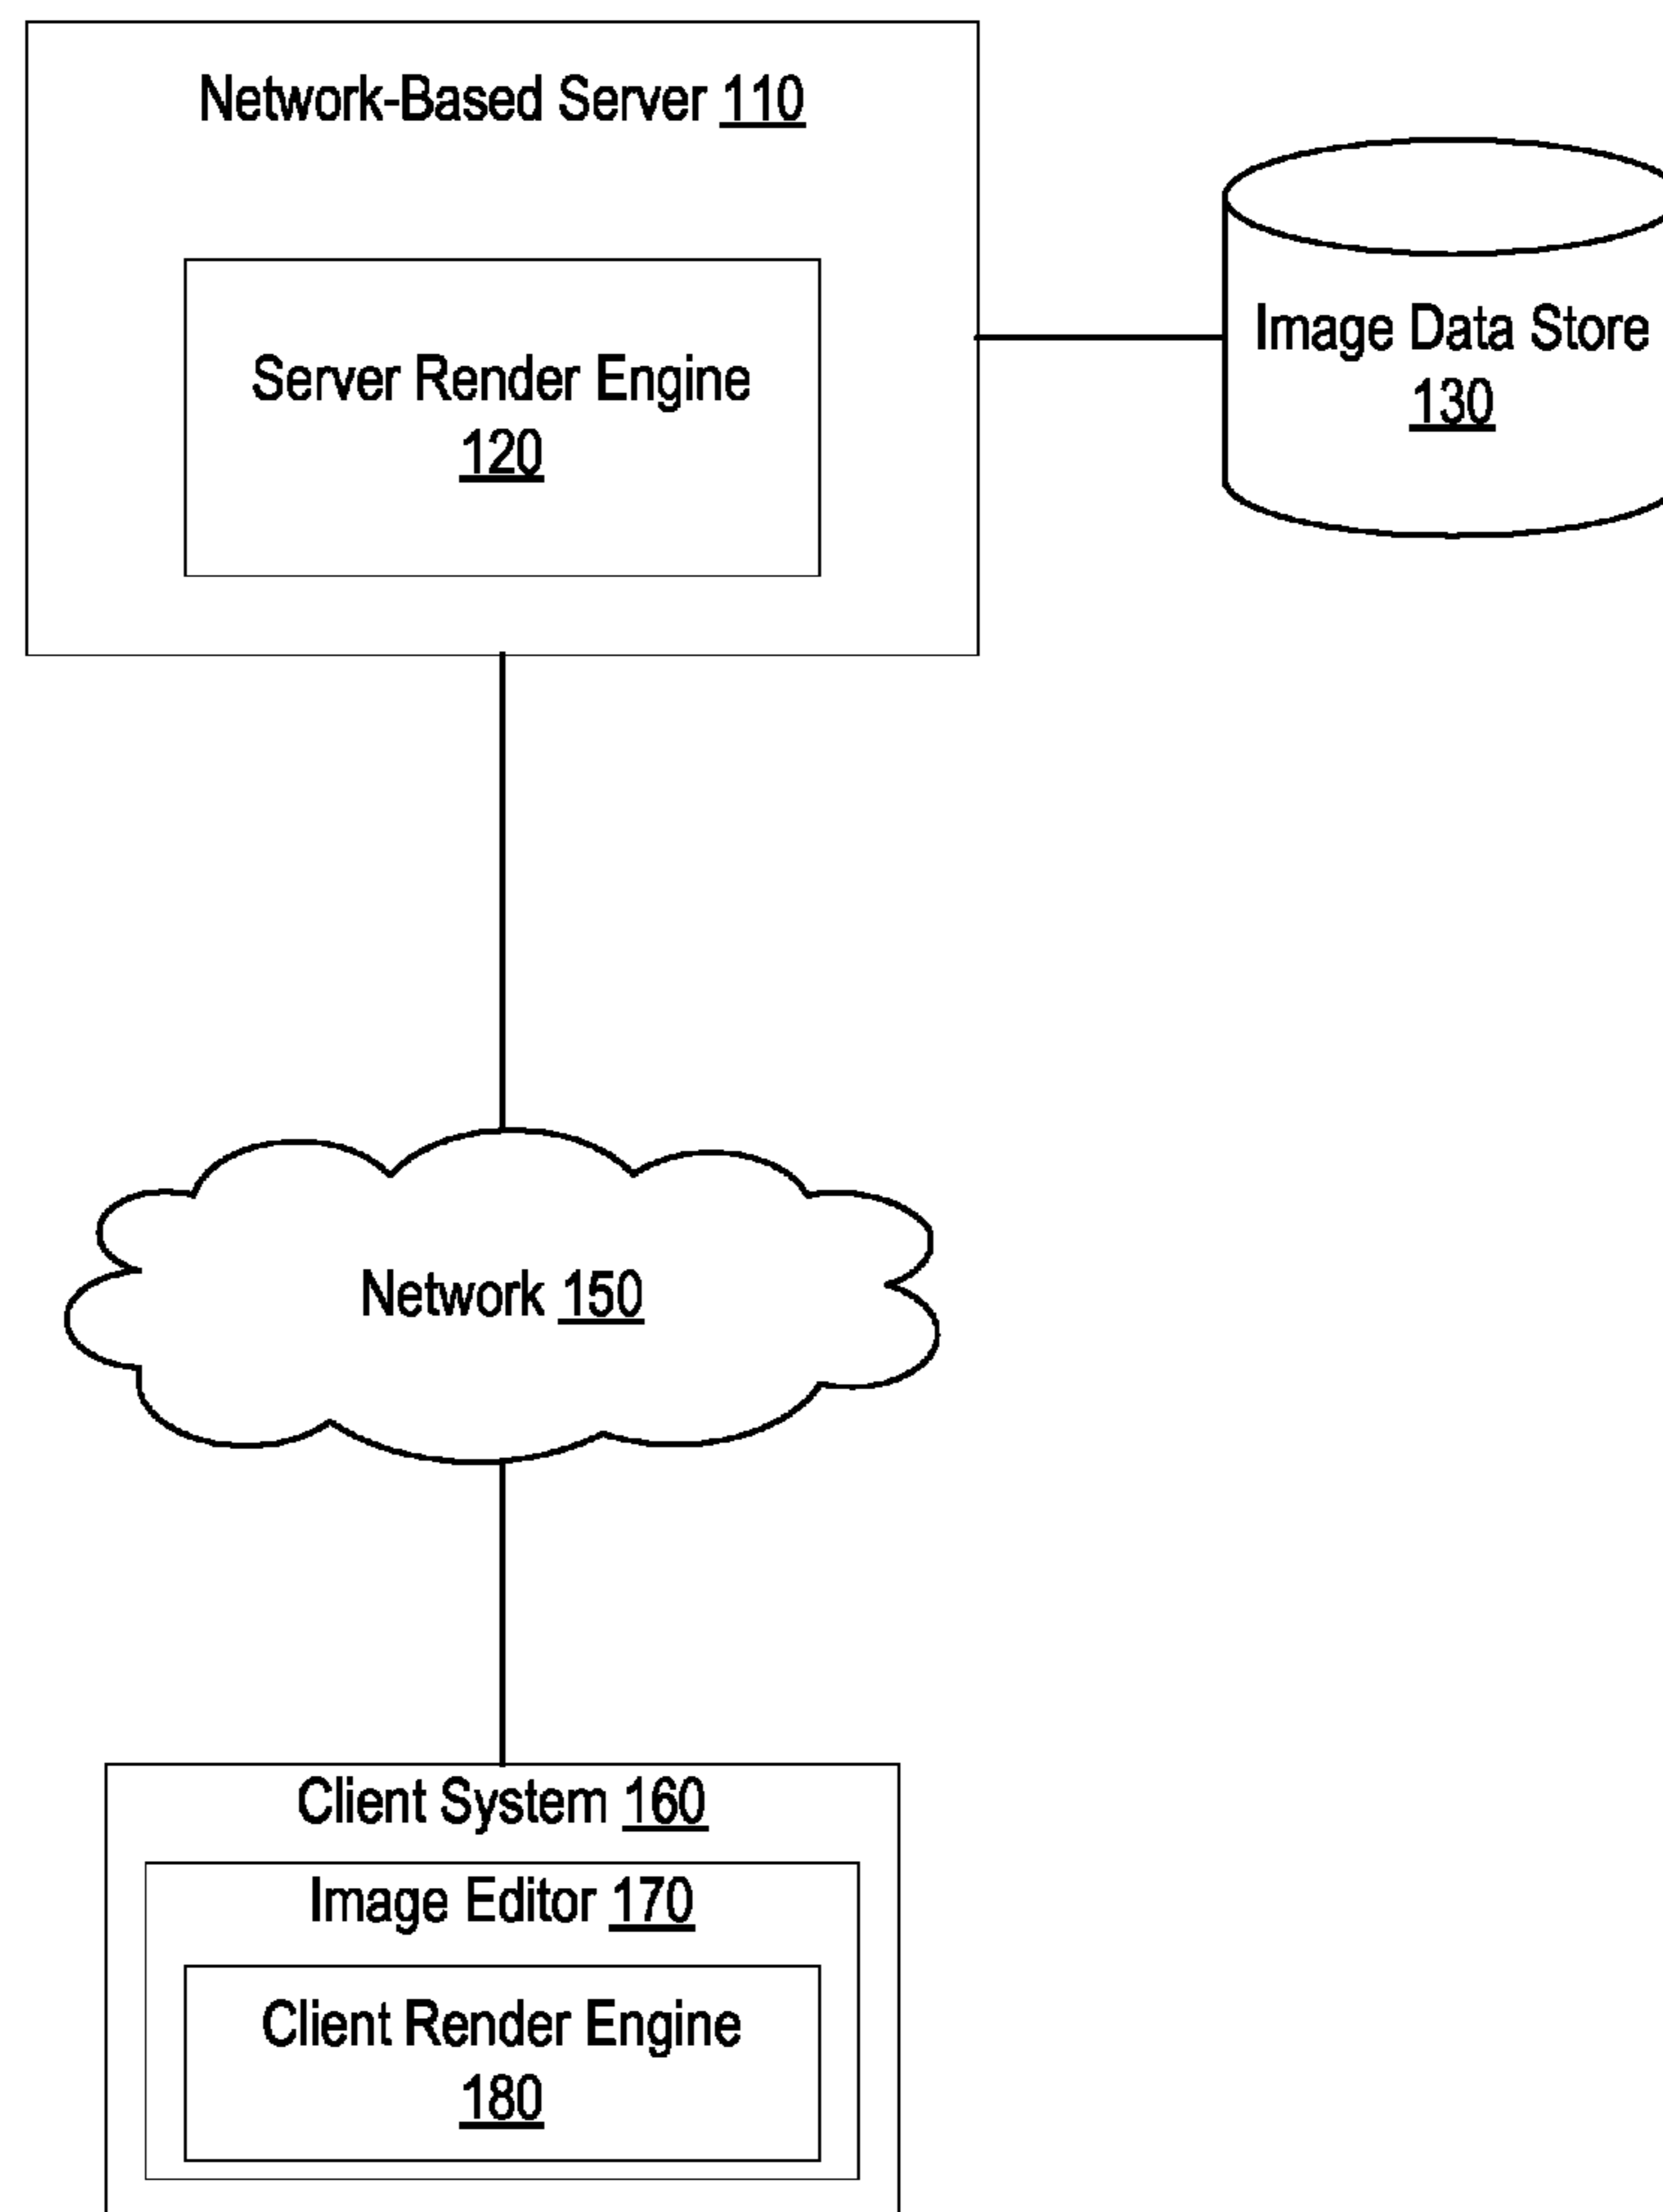 Network-Based Server 110
Server Render Engine
120
Image Data Store
130
Network 150
Client System 160
Image Editor 170
Client Render Engine
180